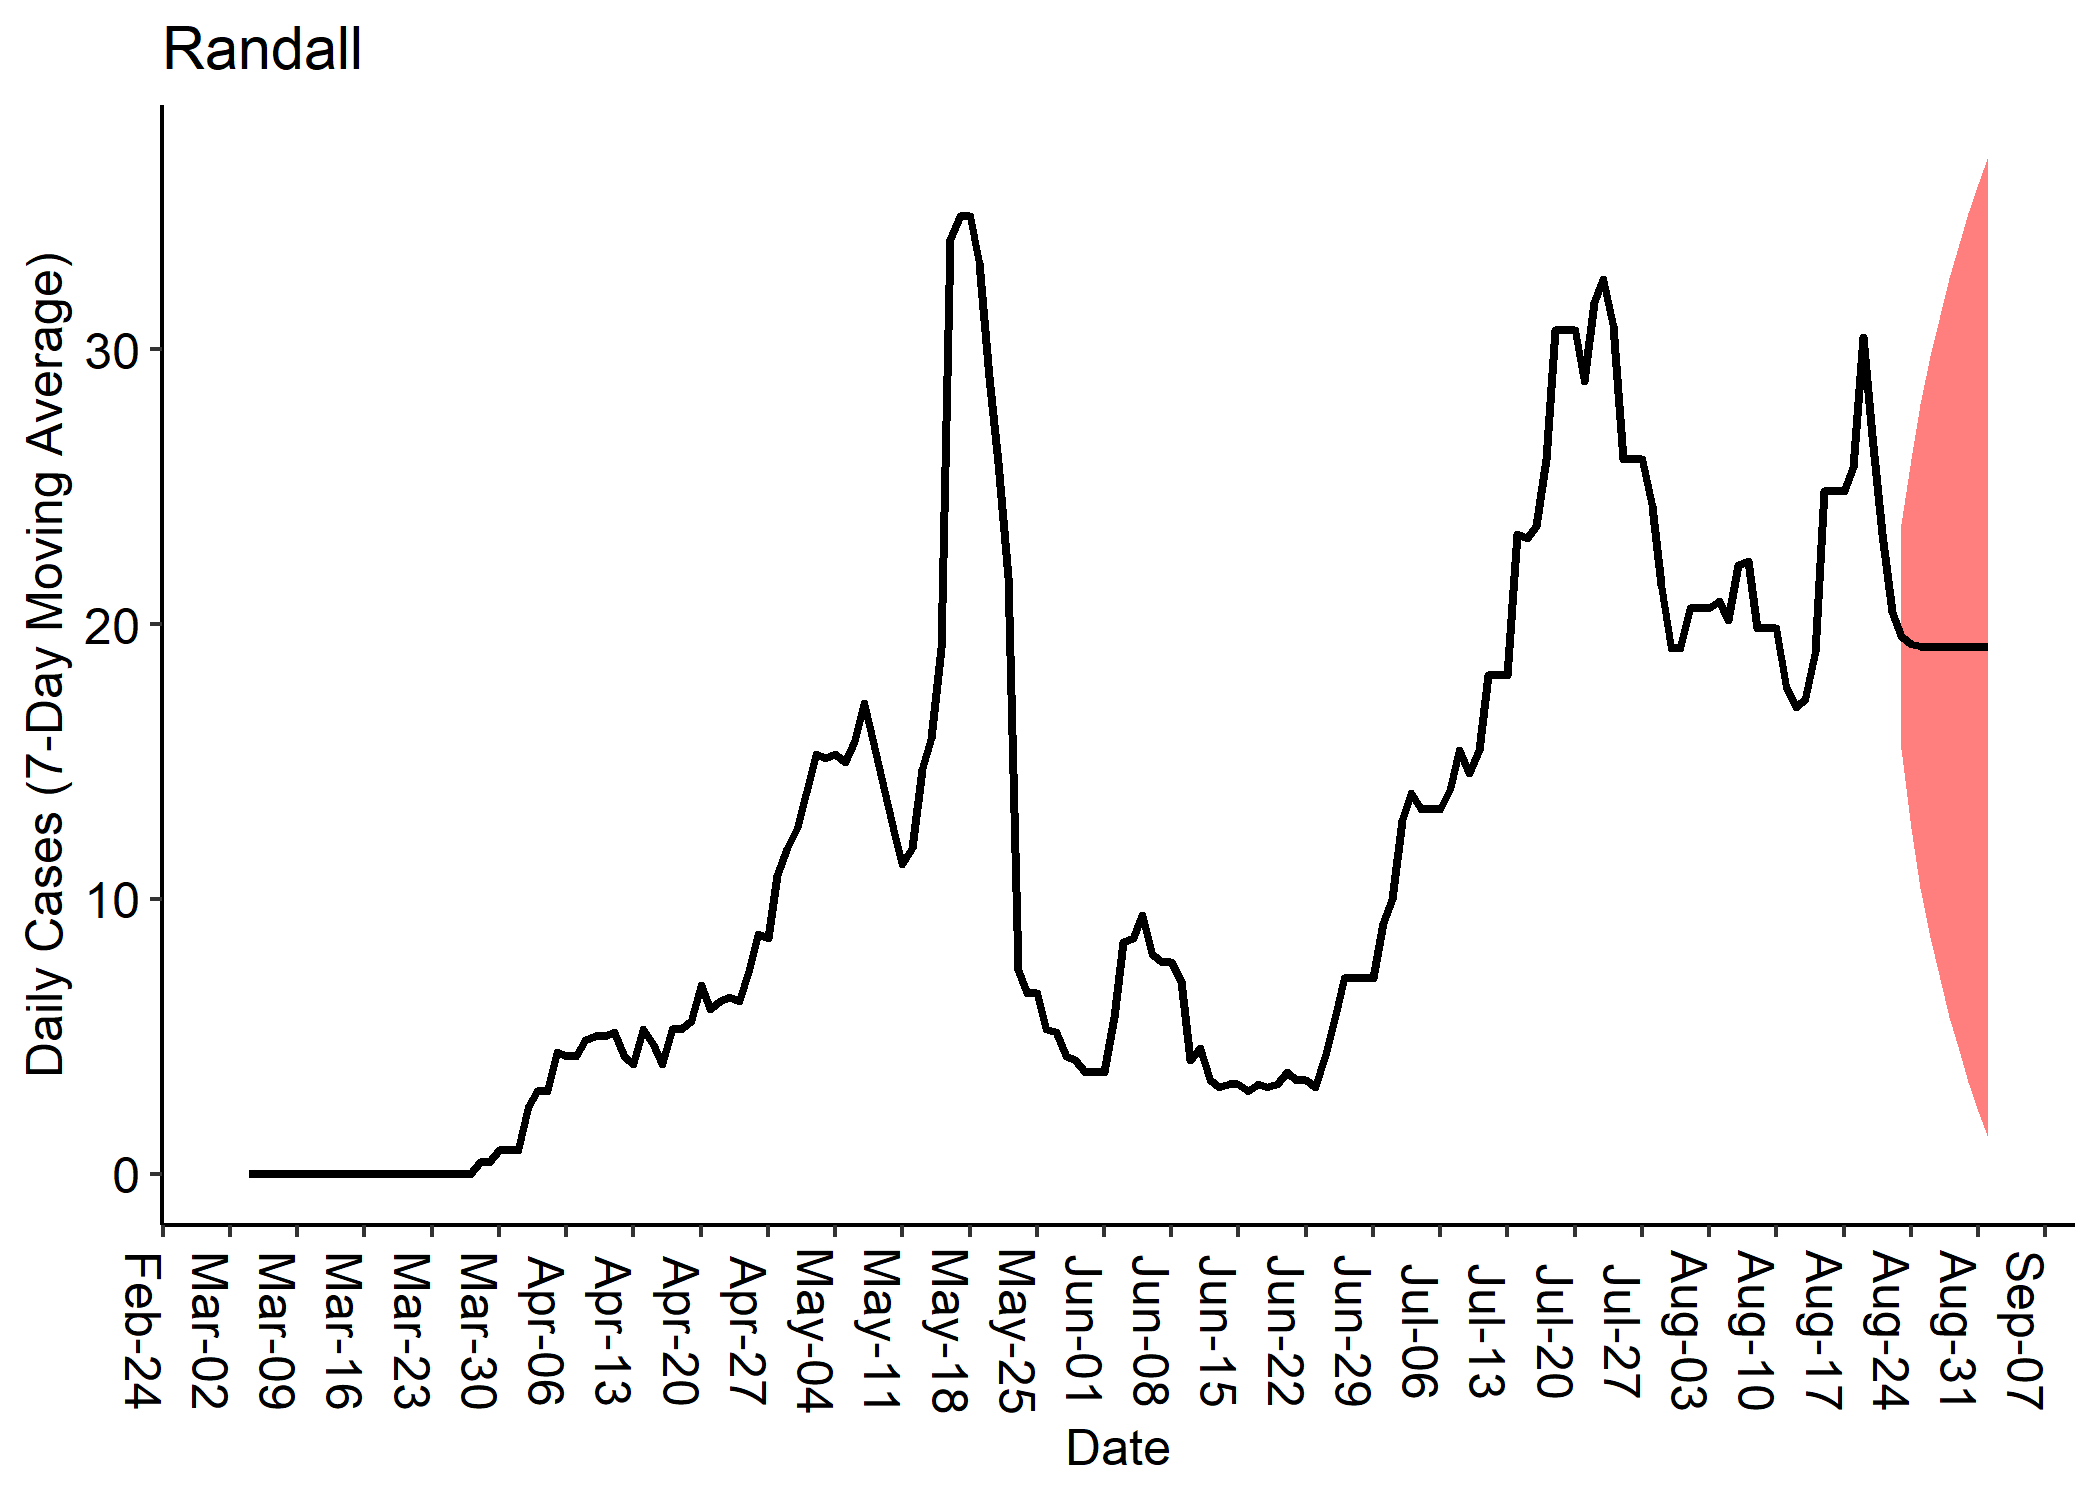 Randall
Daily Cases (7-Day Moving Average)
30
20
10
0
Feb-24
Mar-02
Mar-09
Mar-16
Mar-23
Mar-30
Apr-06
Apr-13
Apr-20
Apr-27
May-04
May-11
May-18
May-25
Jun-01
Jun-08
Jun-15
Jun-22
Jun-29
Jul-06
Jul-13
Jul-20
Jul-27
Aug-03
Aug-10
Aug-17
Aug-24
Aug-31
Sep-07
Date